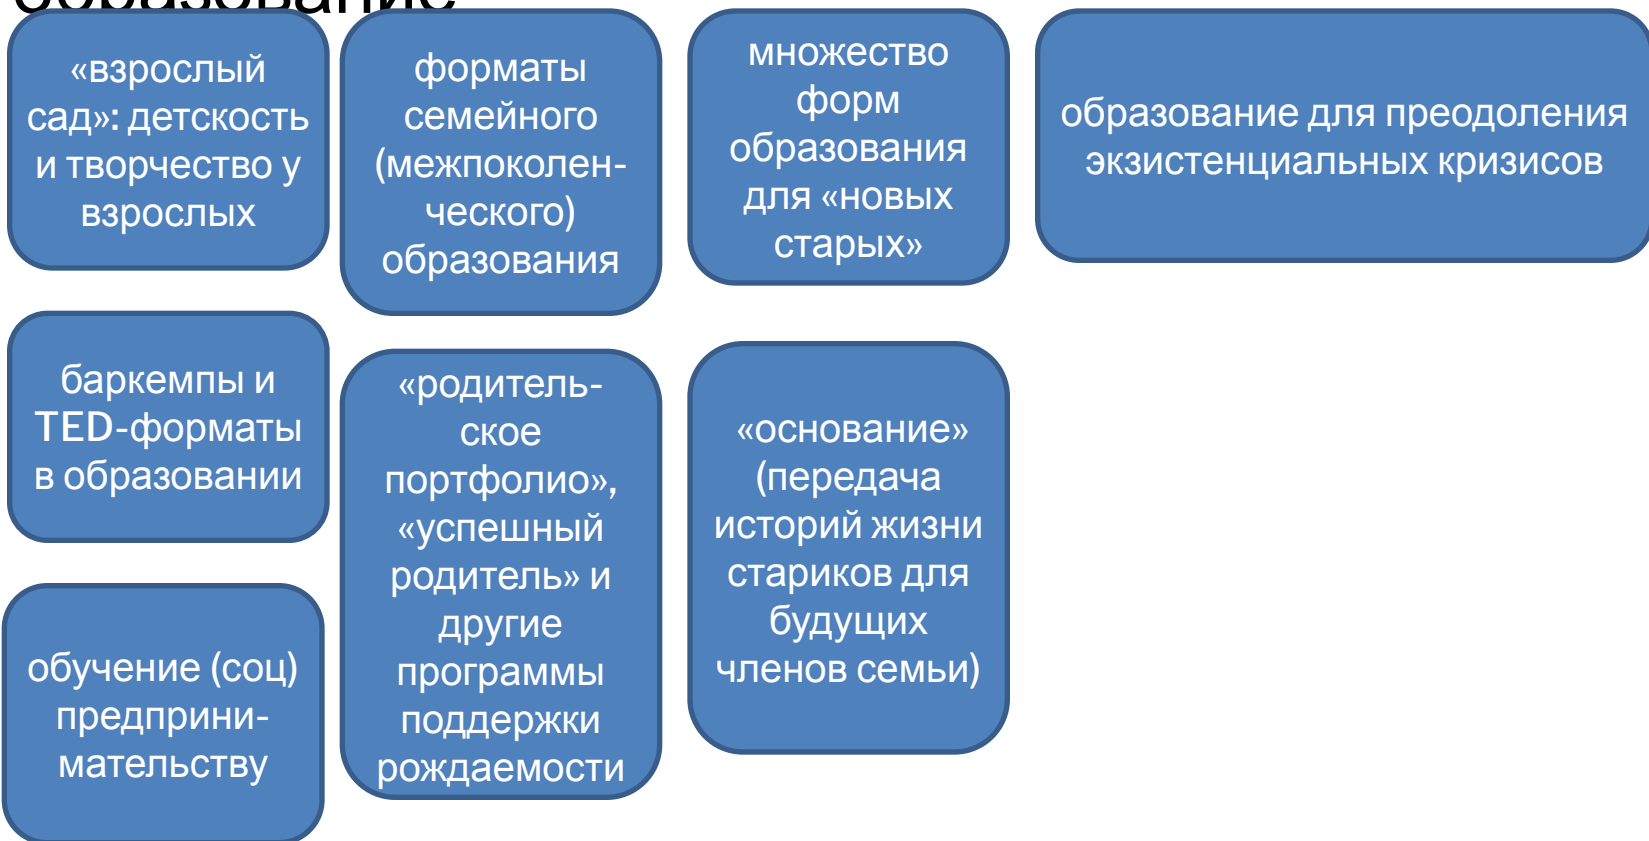 образование
«взрослый
сад»: детскость
и творчество у
взрослых
форматы
семейного
(межпоколен-
ческого)
образования
множество
форм
образования
для «новых
старых»
образование для преодоления
экзистенциальных кризисов
баркемпы и
TED-форматы
в образовании
«родитель-
ское
портфолио»,
«успешный
родитель» и
другие
программы
поддержки
рождаемости
«основание»
(передача
историй жизни
стариков для
будущих
членов семьи)
обучение (соц)
предприни-
мательству